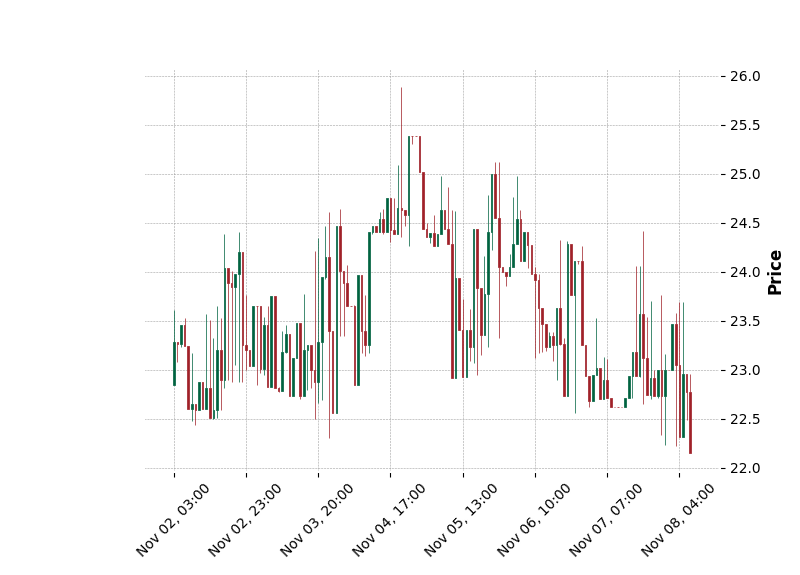 26.0
25.5
25.0
24.5
24.0
23.5
23.0
22.5
22.0
Price
Nov 02, 03:00
Nov 02, 23:00
Nov 03, 20:00
Nov 04, 17:00
Nov 05, 13:00
Nov 06, 10:00
Nov 07, 07:00
Nov 08, 04:00